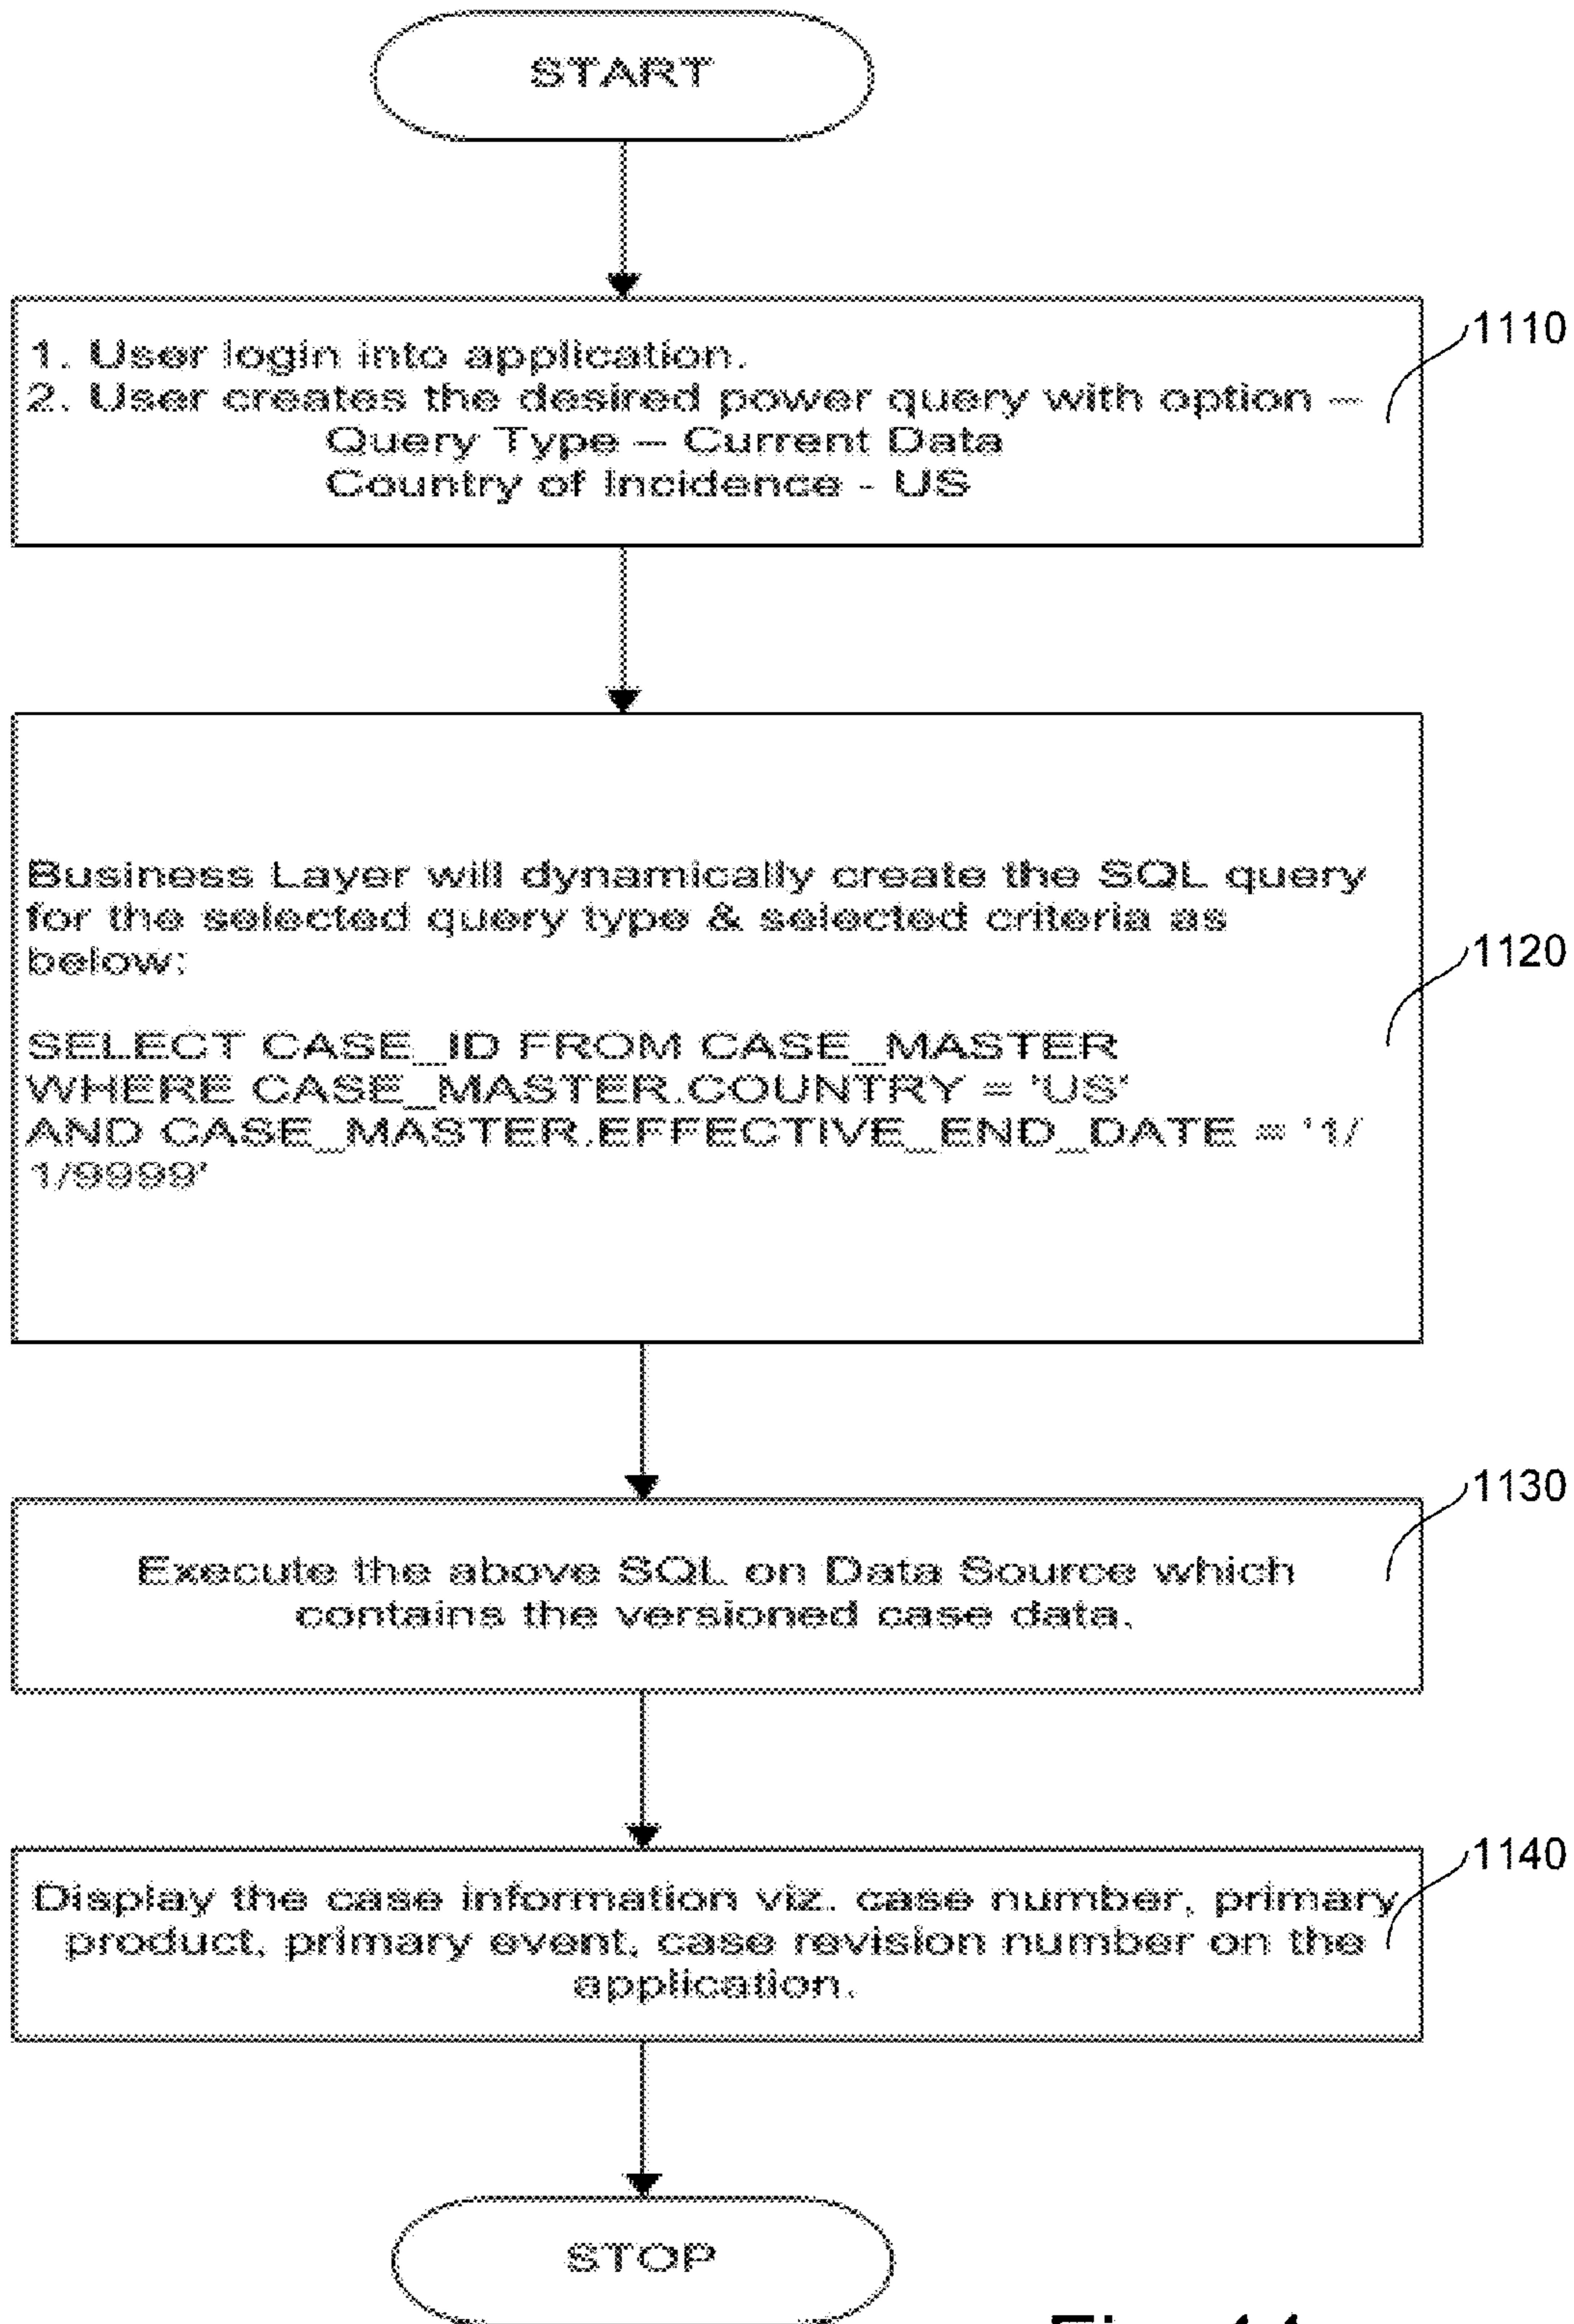 START
1110
1. User login into application.
2. User creates the desired power query with option –
Query Type – Current Data
Country of Incidence - US
1120
Business Layer will dynamically create the SQL query
for the selected query type & selected criteria as
below:
SELECT CASE_ID FROM CASE_MASTER
WHERE CASE_MASTER.COUNTRY = 'US'
AND CASE_MASTER.EFFECTIVE_END_DATE = '1/
1/9999'
1130
Execute the above SQL on Data Source which
contains the versioned case data.
1140
Display the case information viz. case number, primary
product, primary event, case revision number on the
application.
STOP